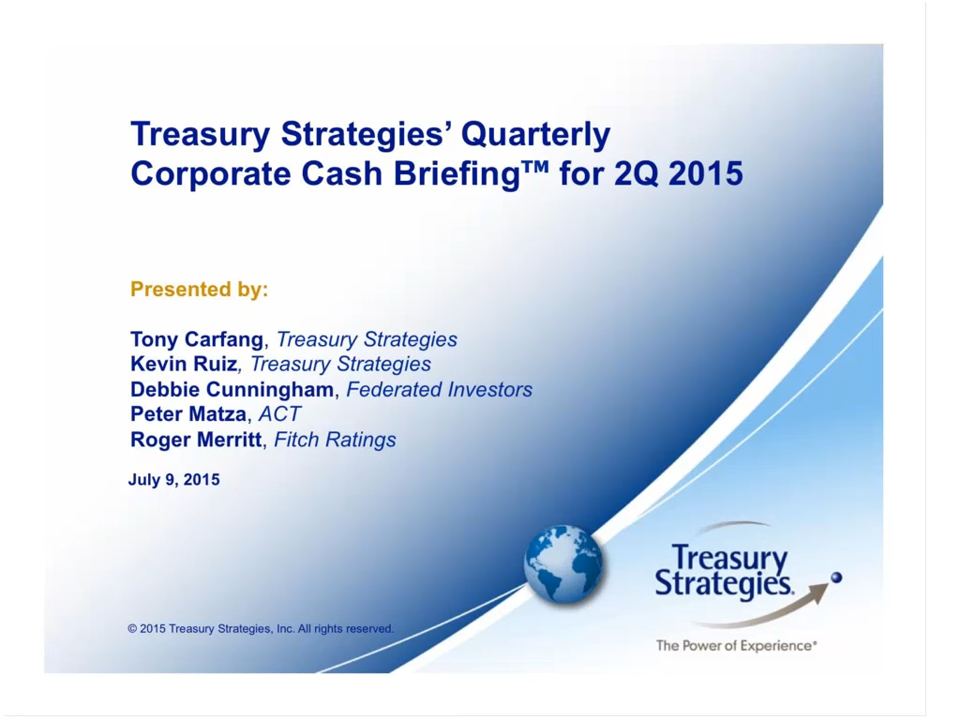 Treasury Strategies’ Quarterly
Corporate Cash Briefing™ for 2Q 2015
Presented by:
Tony Carfang, Treasury Strategies
Kevin Ruiz, Treasury Strategies
Debbie Cunningham, Federated Investors
Peter Matza, ACT
Roger Merritt, Fitch Ratings
July 9, 2015
Treasury
Strategies®
The Power of Experience®
© 2015 Treasury Strategies, Inc. All rights reserved.